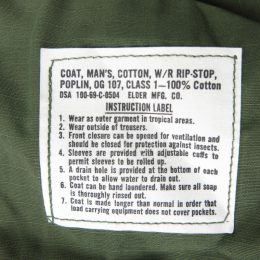 COAT, MAN'S, COTTON, W/R RIP-STOP,
POPLIN, OG 107, CLASS 1—100% Cotton
DSA 100-69-C-0504 ELDER MFG. CO.
INSTRUCTION LABEL
1. Wear as outer garment in tropical areas.
2. Wear outside of trousers.
3. Front closure can be opened for ventilation and
should be closed for protection against insects.
4. Sleeves are provided with adjustable cuffs to
permit sleeves to be rolled up.
5. A drain hole is provided at the bottom of each
pocket to allow water to drain out.
6. Coat can be hand laundered. Make sure all soap
is thoroughly rinsed out.
7. Coat is made longer than normal in order that
load carrying equipment does not cover pockets.